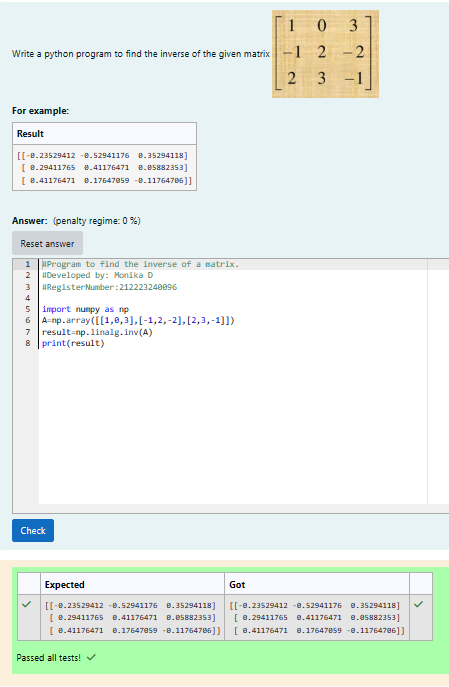 Write a python program to find the inverse of the given matrix
1 0 3
-1 2 -2
2 3 -1
For example:
Result
[[-0.23529412 -0.52941176 0.35294118]
[ 0.29411765 0.41176471 0.05882353]
[ 0.41176471 0.17647059 -0.11764706]]
Answer: (penalty regime: 0 %)
Reset answer
1 #Program to find the inverse of a matrix.
2 #Developed by: Monika D
3 #RegisterNumber:212223240096
4
5 import numpy as np
6 A=np.array([[1,0,3],[-1,2,-2],[2,3,-1]])
7 result=np.linalg.inv(A)
8 print(result)
Check
Expected Got
[[-0.23529412 -0.52941176 0.35294118] [[-0.23529412 -0.52941176 0.35294118]
[ 0.29411765 0.41176471 0.05882353] [ 0.29411765 0.41176471 0.05882353]
[ 0.41176471 0.17647059 -0.11764706]] [ 0.41176471 0.17647059 -0.11764706]]
Passed all tests! ✓